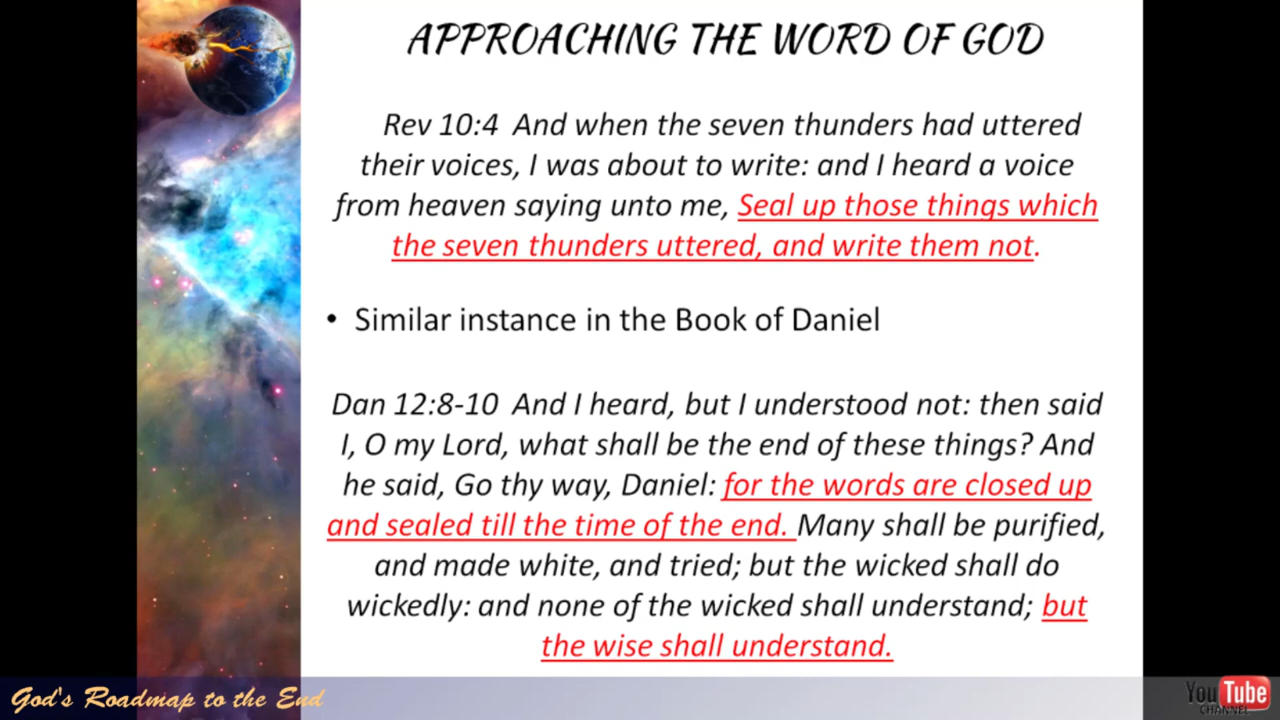 APPROACHING THE WORD OF GOD
Rev 10:4 And when the seven thunders had uttered
their voices, I was about to write: and I heard a voice
from heaven saying unto me, Seal up those things which
the seven thunders uttered, and write them not.
• Similar instance in the Book of Daniel
Dan 12:8-10 And I heard, but I understood not: then said
I, O my Lord, what shall be the end of these things? And
he said, Go thy way, Daniel: for the words are closed up
and sealed till the time of the end. Many shall be purified,
and made white, and tried; but the wicked shall do
wickedly: and none of the wicked shall understand; but
the wise shall understand.
God's Roadmap to the End
YouTube
CHANNEL